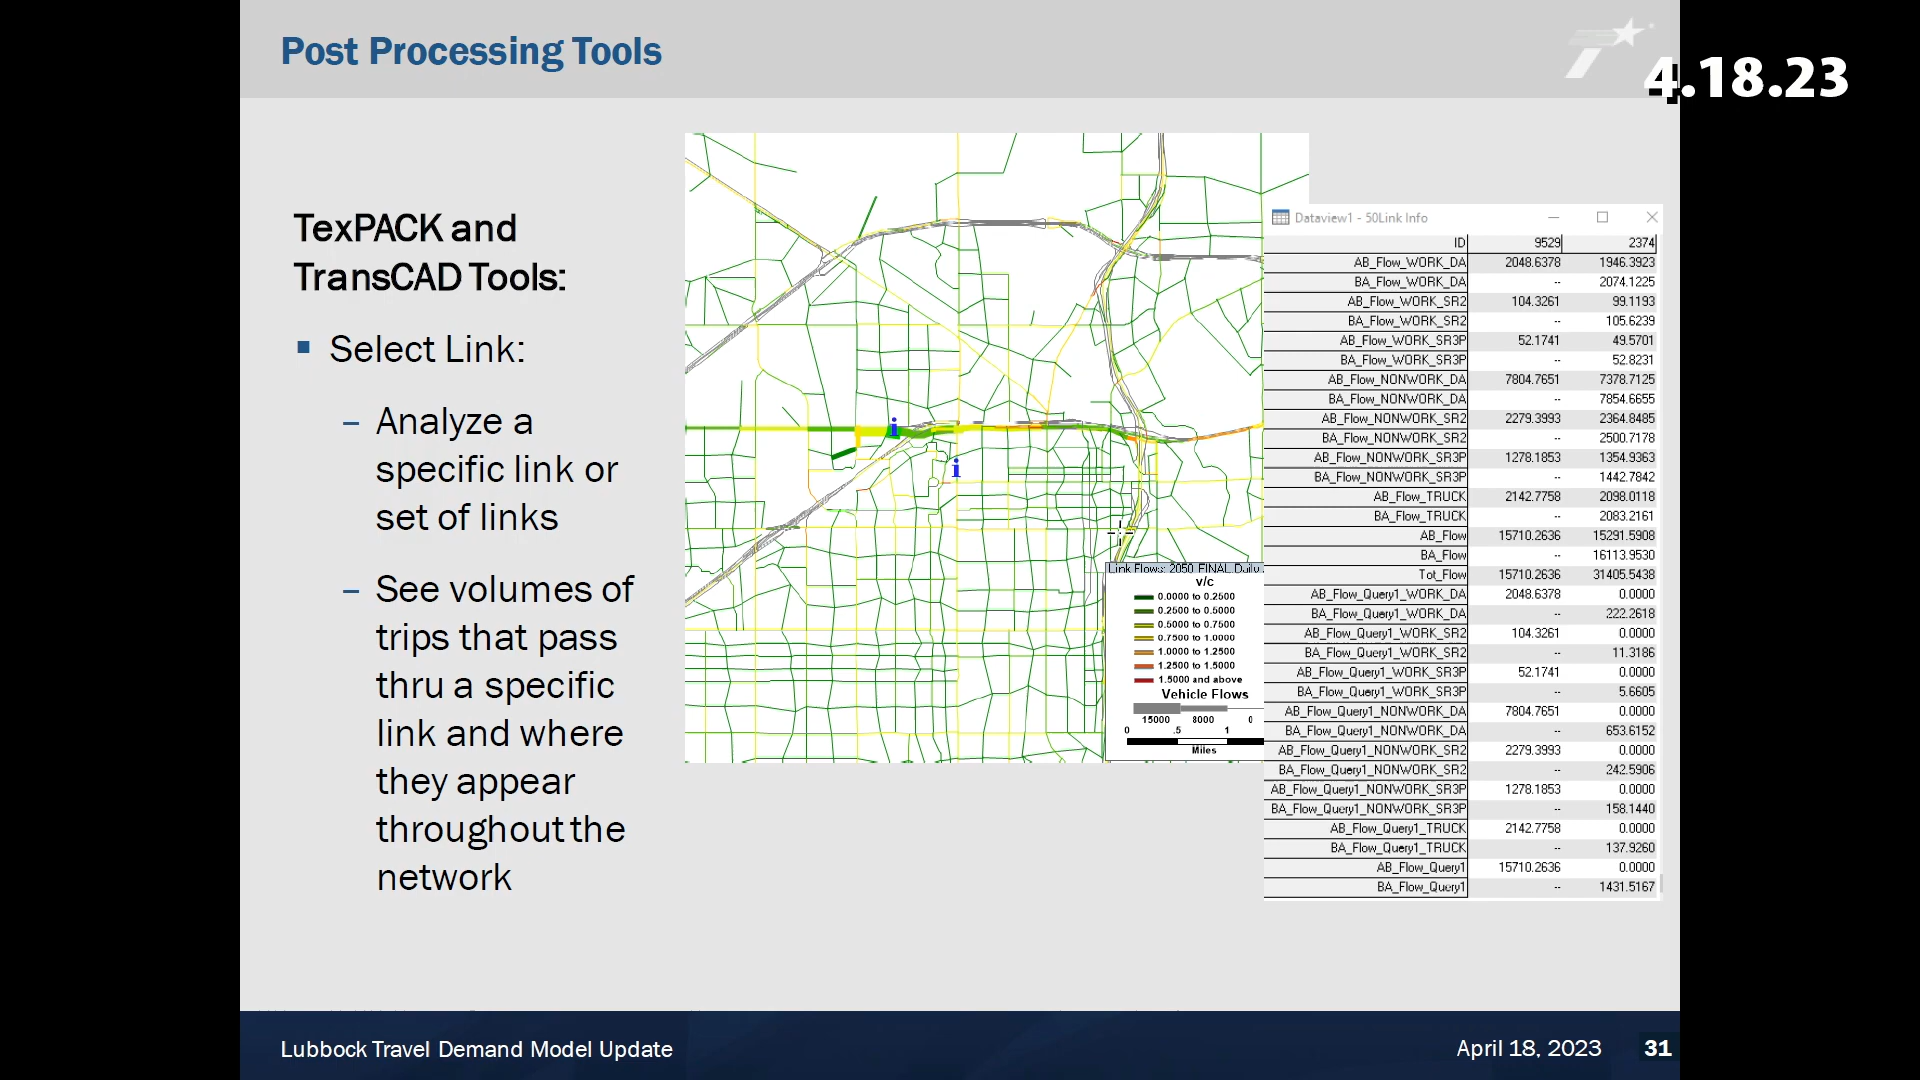 Post Processing Tools
4.18.23
TexPACK and
TransCAD Tools:
Select Link:
– Analyze a
specific link or
set of links
– See volumes of
trips that pass
thru a specific
link and where
they appear
throughout the
network
i
i
Link Flows: 2050 FINAL Daily
v/c
0.0000 to 0.2500
0.2500 to 0.5000
0.5000 to 0.7500
0.7500 to 1.0000
1.0000 to 1.2500
1.2500 to 1.5000
1.5000 and above
Vehicle Flows
15000 8000 0
0 .5 1
Miles
Dataview1 - 50Link Info
ID 9529 2374
AB_Flow_WORK_DA 2048.6378 1946.3923
BA_Flow_WORK_DA -- 2074.1225
AB_Flow_WORK_SR2 104.3261 99.1193
BA_Flow_WORK_SR2 -- 105.6239
AB_Flow_WORK_SR3P 52.1741 49.5701
BA_Flow_WORK_SR3P -- 52.8231
AB_Flow_NONWORK_DA 7804.7651 7378.7125
BA_Flow_NONWORK_DA -- 7854.6655
AB_Flow_NONWORK_SR2 2279.3993 2364.8485
BA_Flow_NONWORK_SR2 -- 2500.7178
AB_Flow_NONWORK_SR3P 1278.1853 1354.9363
BA_Flow_NONWORK_SR3P -- 1442.7842
AB_Flow_TRUCK 2142.7758 2098.0118
BA_Flow_TRUCK -- 2083.2161
AB_Flow 15710.2636 15291.5908
BA_Flow -- 16113.9530
Tot_Flow 15710.2636 31405.5438
AB_Flow_Query1_WORK_DA 2048.6378 0.0000
BA_Flow_Query1_WORK_DA -- 222.2618
AB_Flow_Query1_WORK_SR2 104.3261 0.0000
BA_Flow_Query1_WORK_SR2 -- 11.3186
AB_Flow_Query1_WORK_SR3P 52.1741 0.0000
BA_Flow_Query1_WORK_SR3P -- 5.6605
AB_Flow_Query1_NONWORK_DA 7804.7651 0.0000
BA_Flow_Query1_NONWORK_DA -- 653.6152
AB_Flow_Query1_NONWORK_SR2 2279.3993 0.0000
BA_Flow_Query1_NONWORK_SR2 -- 242.5906
AB_Flow_Query1_NONWORK_SR3P 1278.1853 0.0000
BA_Flow_Query1_NONWORK_SR3P -- 158.1440
AB_Flow_Query1_TRUCK 2142.7758 0.0000
BA_Flow_Query1_TRUCK -- 137.9260
AB_Flow_Query1 15710.2636 0.0000
BA_Flow_Query1 -- 1431.5167
Lubbock Travel Demand Model Update
April 18, 2023 31